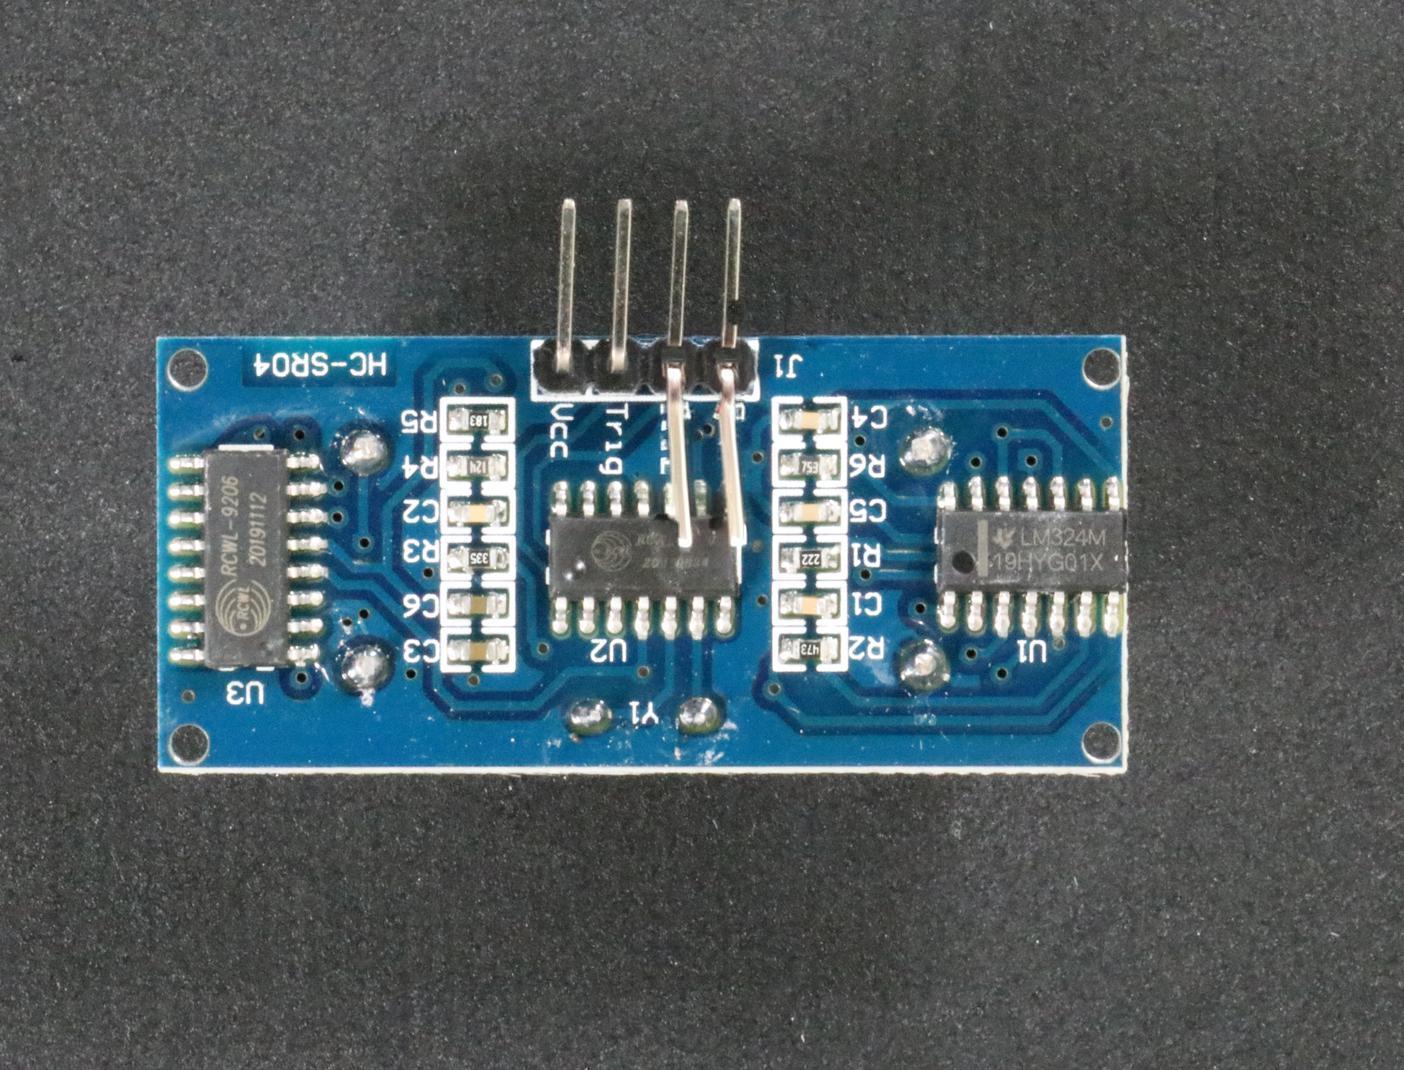 HC-SR04
J1
Vcc
Trig
R5
183
R4
124
C2
R3
335
C6
C3
C4
R6
C5
R1
222
C1
R2
473
RCWL-9206
20191112
RCWL
U3
U2
Y1
LM324M
19HYG01X
U1